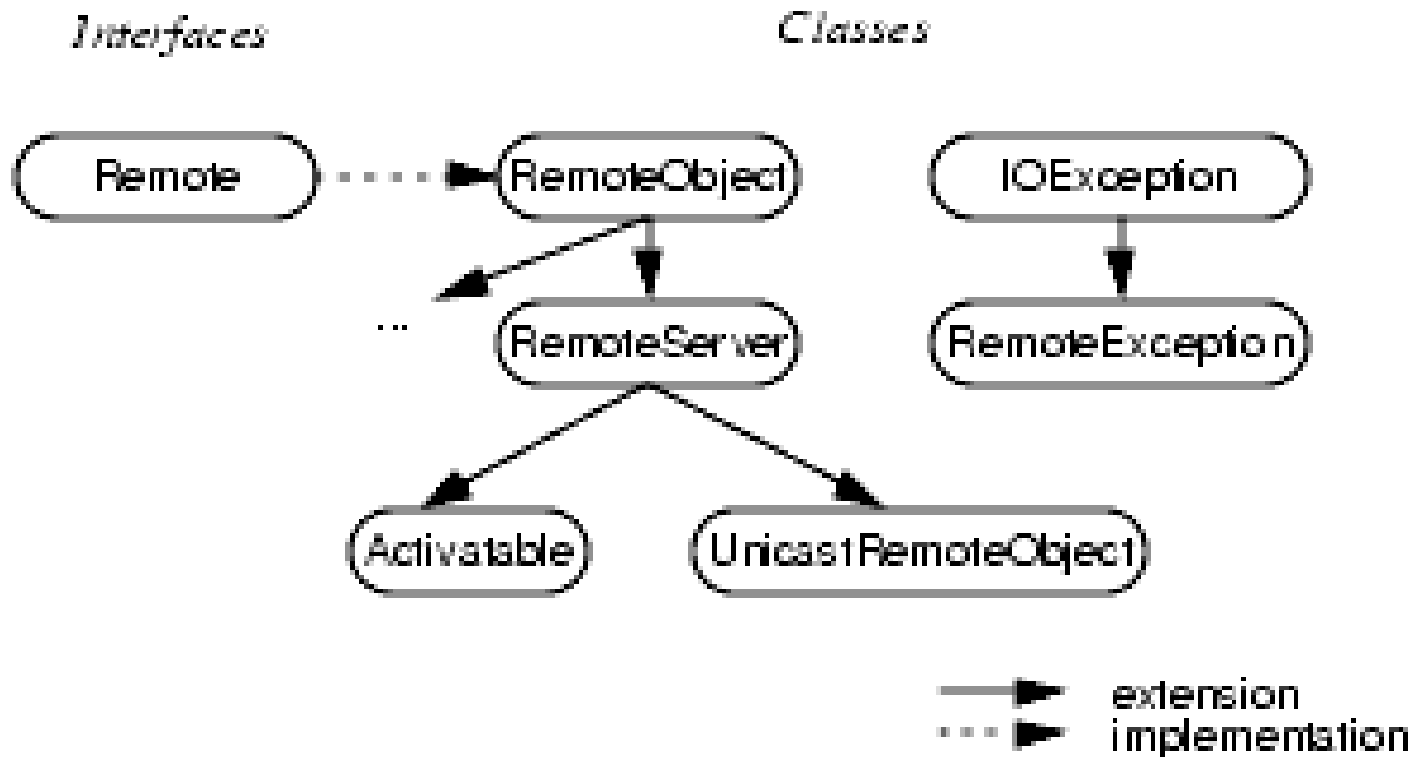 Interfaces
Classes
Remote
RemoteObject
IOException
...
RemoteServer
RemoteException
Activatable
UnicastRemoteObject
extension
implementation